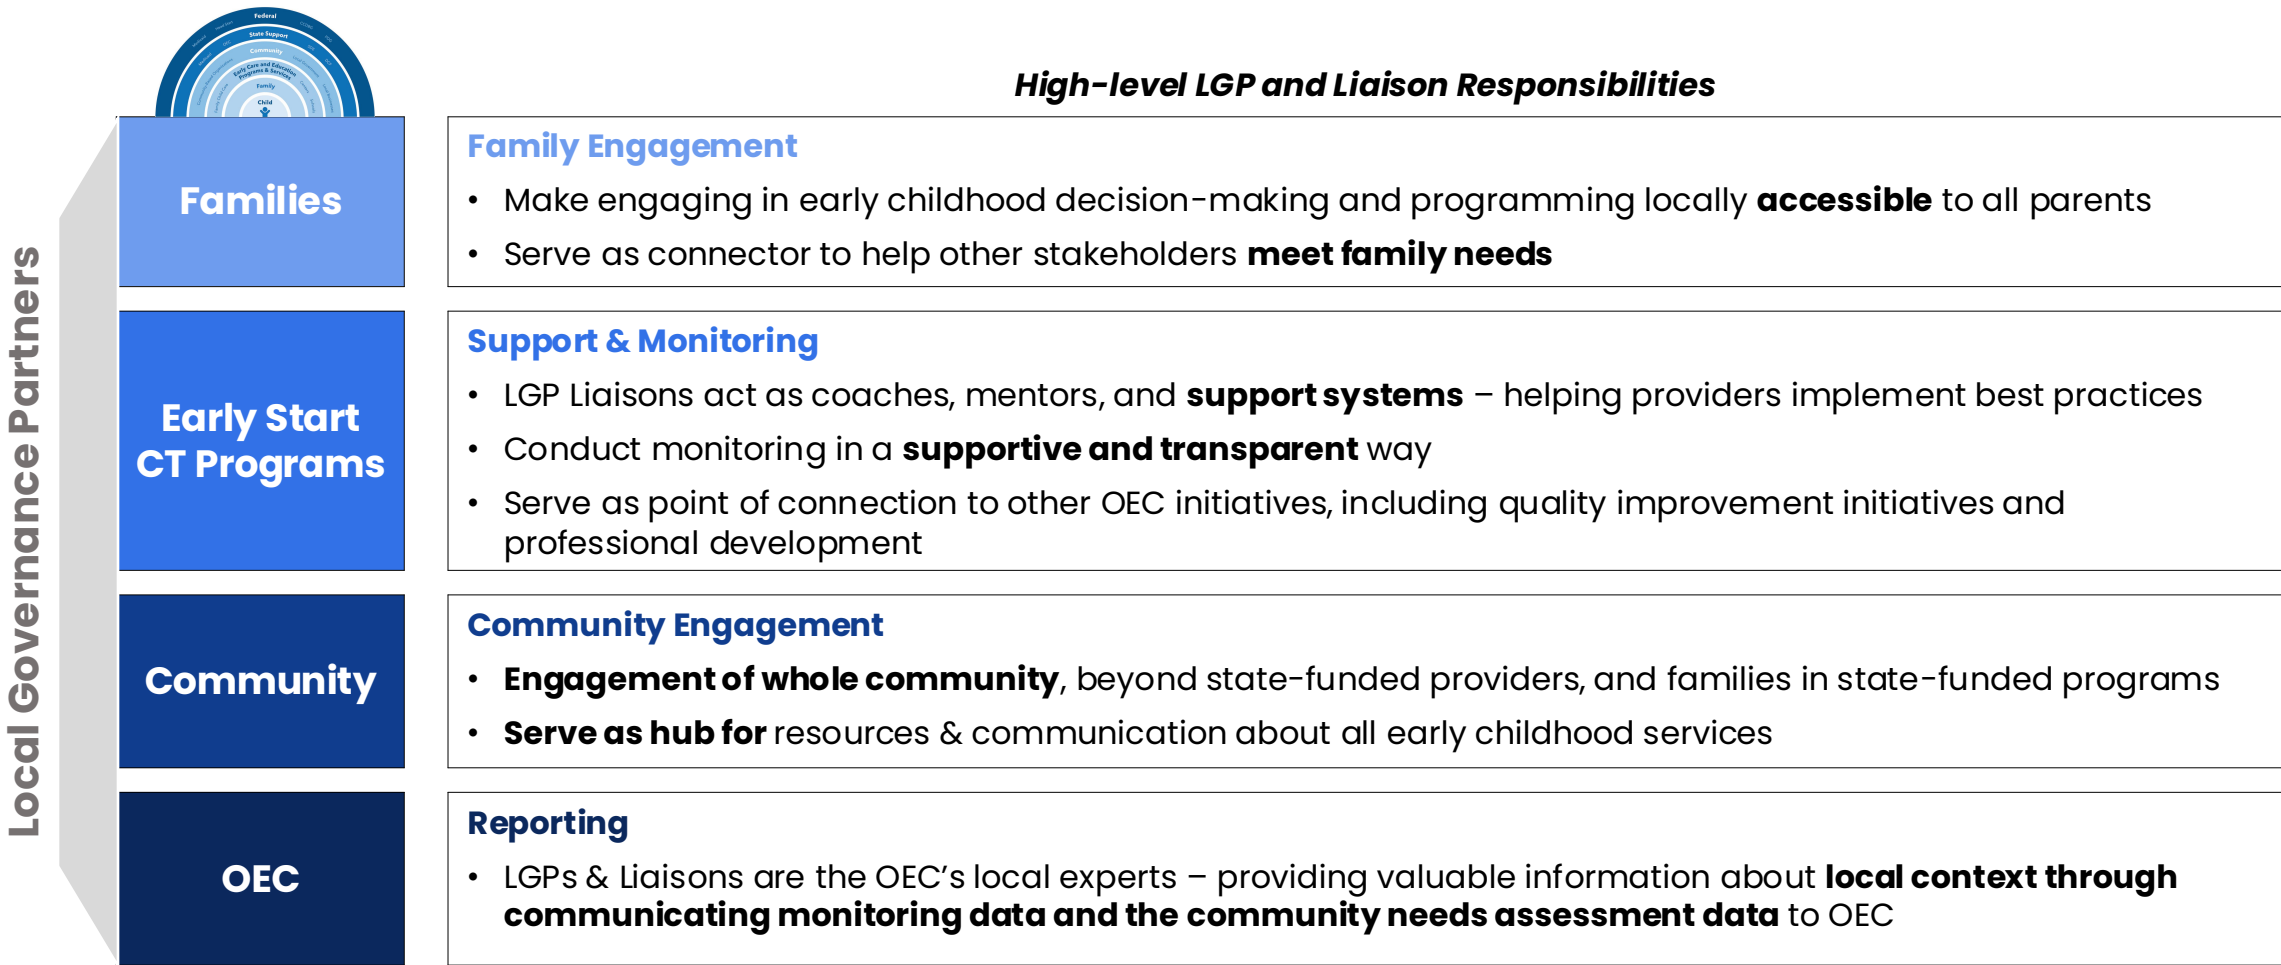 Federal
State Support
Community
Early Care and Education
Programs & Services
Family
Child
High-level LGP and Liaison Responsibilities
Local Governance Partners
Families
Family Engagement
• Make engaging in early childhood decision-making and programming locally accessible to all parents
• Serve as connector to help other stakeholders meet family needs
Early Start
CT Programs
Support & Monitoring
• LGP Liaisons act as coaches, mentors, and support systems – helping providers implement best practices
• Conduct monitoring in a supportive and transparent way
• Serve as point of connection to other OEC initiatives, including quality improvement initiatives and
professional development
Community
Community Engagement
• Engagement of whole community, beyond state-funded providers, and families in state-funded programs
• Serve as hub for resources & communication about all early childhood services
OEC
Reporting
• LGPs & Liaisons are the OEC’s local experts – providing valuable information about local context through
communicating monitoring data and the community needs assessment data to OEC